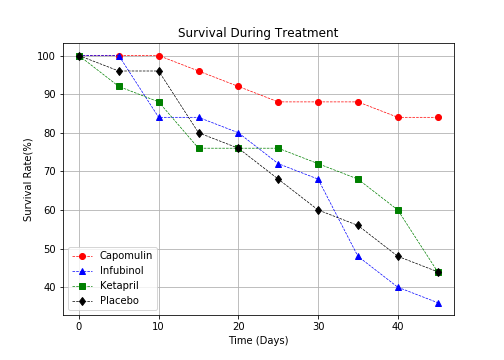 Survival During Treatment
Survival Rate(%)
100
90
80
70
60
50
40
Capomulin
Infubinol
Ketapril
Placebo
0
10
20
30
40
Time (Days)